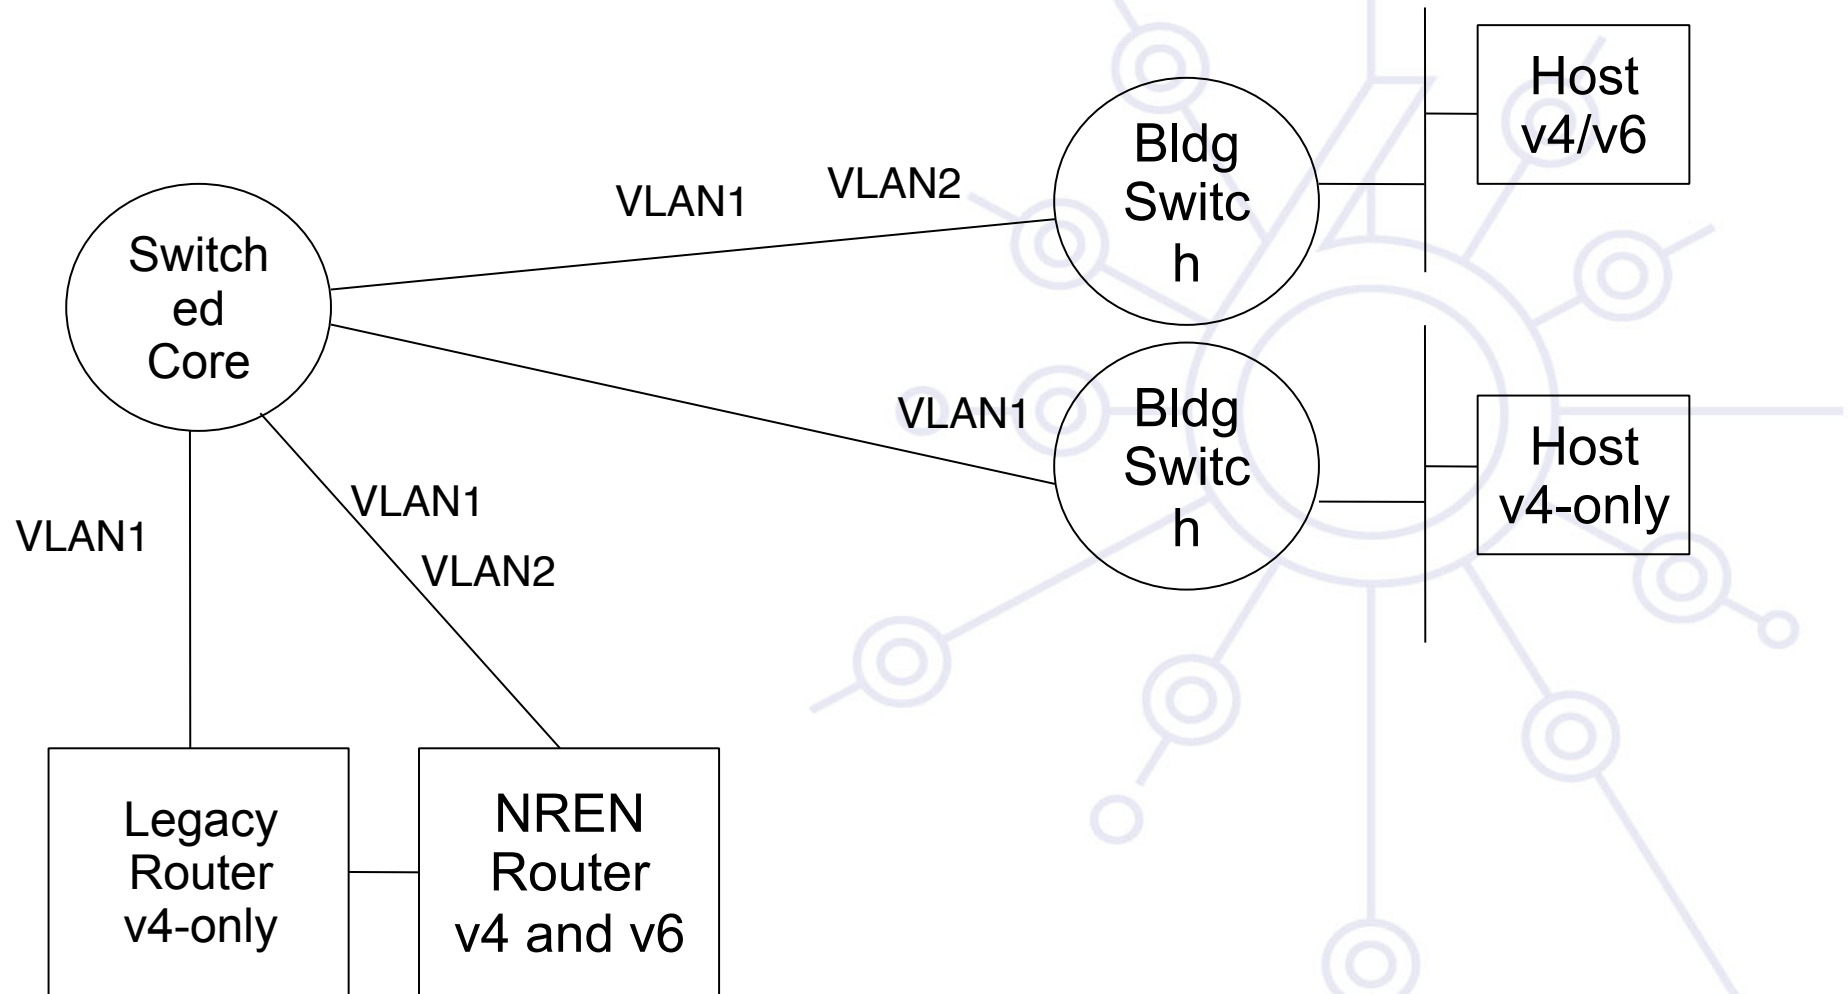 Host
v4/v6
Bldg
Switc
h
VLAN1
VLAN2
Switch
ed
Core
VLAN1
Bldg
Switc
h
Host
v4-only
VLAN1
VLAN1
VLAN2
Legacy
Router
v4-only
NREN
Router
v4 and v6